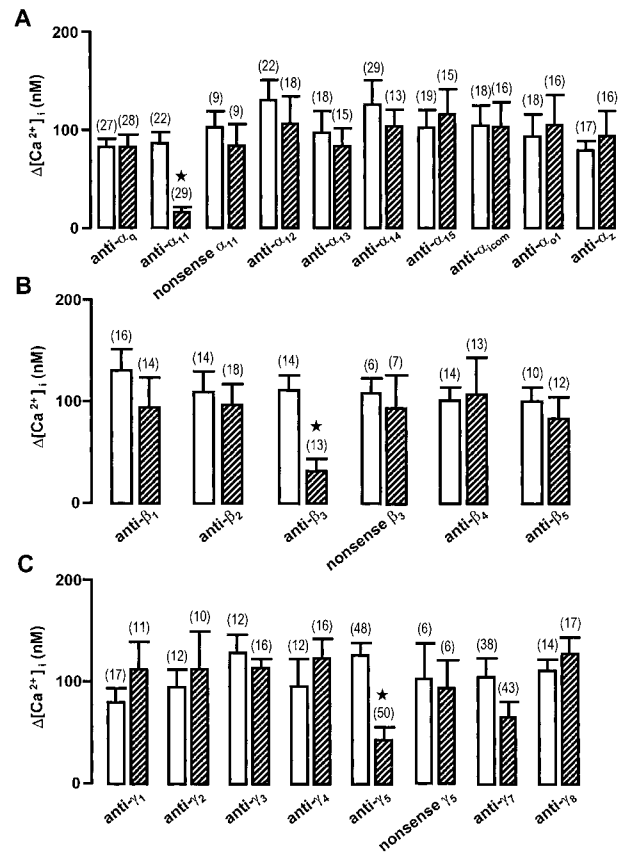 A
Δ[Ca²⁺]ᵢ (nM)
200
100
0
(27) (28) (22) ★ (29) (9) (9) (22) (18) (18) (15) (29) (13) (19) (15) (18) (16) (18) (16) (17) (16)
anti-α_q anti-α₁₁ nonsense α₁₁ anti-α₁₂ anti-α₁₃ anti-α₁₄ anti-α₁₅ anti-α_icom anti-α_o1 anti-α_z
B
Δ[Ca²⁺]ᵢ (nM)
200
100
0
(16) (14) (14) (18) (14) ★ (13) (6) (7) (14) (13) (10) (12)
anti-β₁ anti-β₂ anti-β₃ nonsense β₃ anti-β₄ anti-β₅
C
Δ[Ca²⁺]ᵢ (nM)
200
100
0
(17) (11) (12) (10) (12) (16) (12) (16) (48) ★ (50) (6) (6) (38) (43) (14) (17)
anti-γ₁ anti-γ₂ anti-γ₃ anti-γ₄ anti-γ₅ nonsense γ₅ anti-γ₇ anti-γ₈